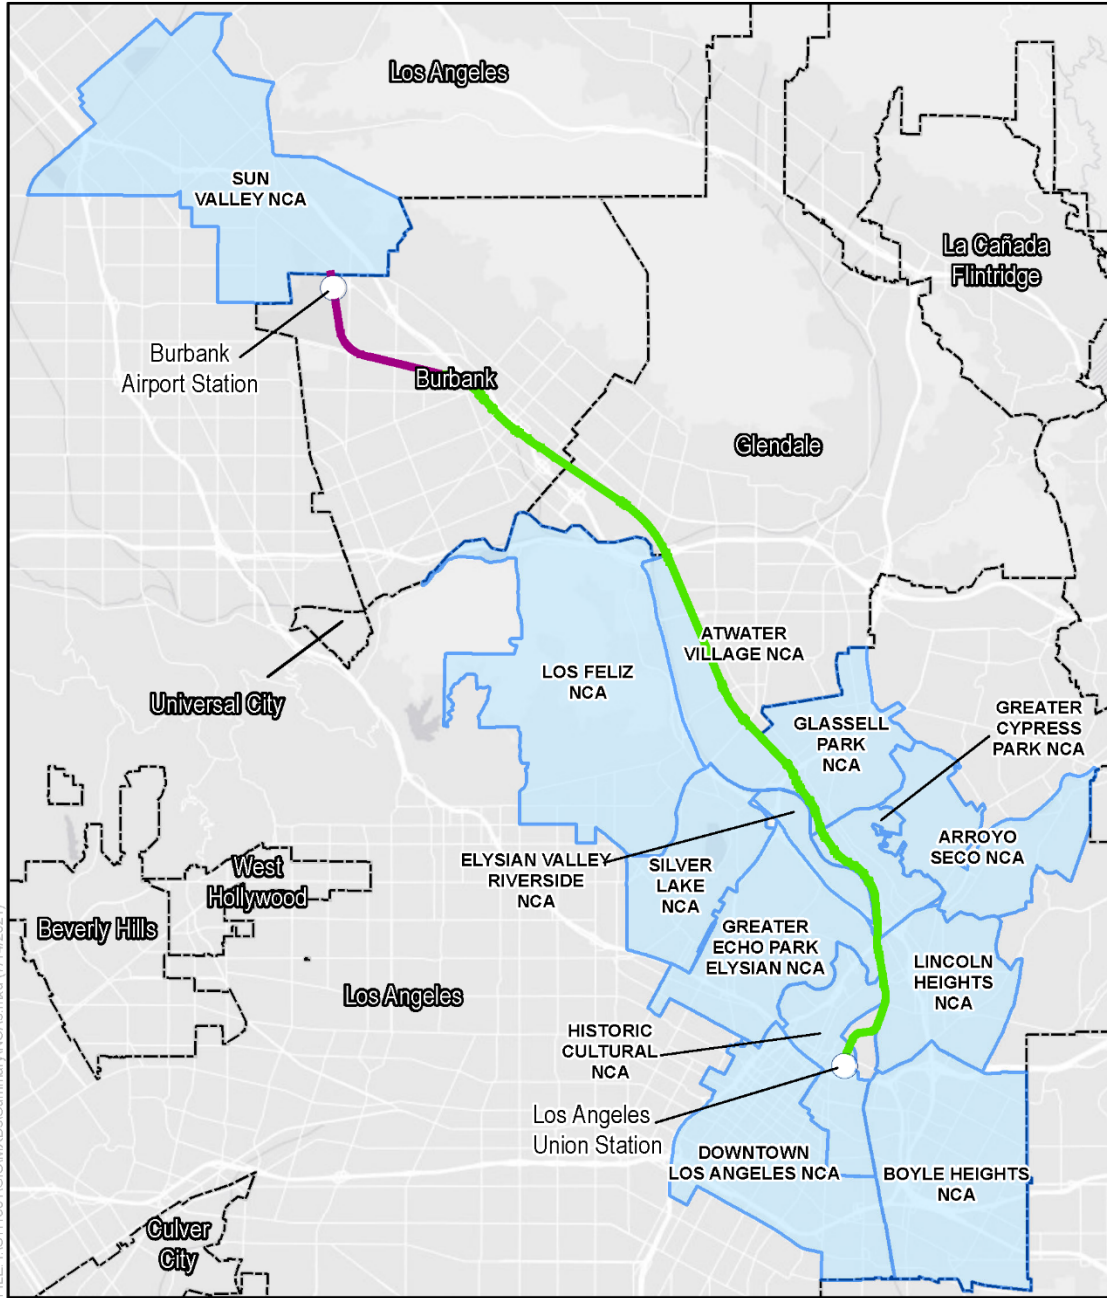 Los Angeles
SUN
VALLEY NCA
La Cañada
Flintridge
Burbank
Airport Station
Burbank
Glendale
ATWATER
VILLAGE NCA
LOS FELIZ
NCA
Universal City
GLASSELL
PARK
NCA
GREATER
CYPRESS
PARK NCA
ARROYO
SECO NCA
ELYSIAN VALLEY
RIVERSIDE
NCA
SILVER
LAKE
NCA
West
Hollywood
Beverly Hills
GREATER
ECHO PARK
ELYSIAN NCA
LINCOLN
HEIGHTS
NCA
Los Angeles
HISTORIC
CULTURAL
NCA
Los Angeles
Union Station
DOWNTOWN
LOS ANGELES NCA
BOYLE HEIGHTS
NCA
Culver
City